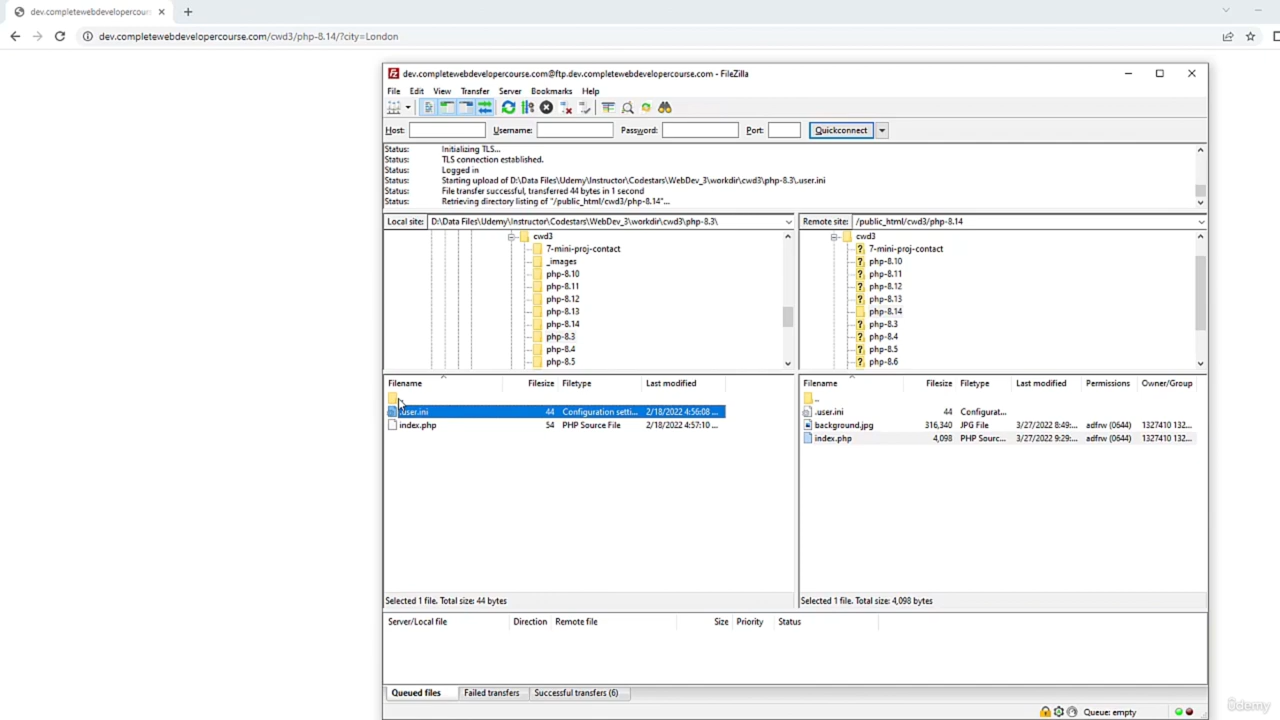 dev.completewebdevelopercours
dev.completewebdevelopercourse.com/cwd3/php-8.14/?city=London
dev.completewebdevelopercourse.com@ftp.dev.completewebdevelopercourse.com - FileZilla
File Edit View Transfer Server Bookmarks Help
Host: Username: Password: Port: Quickconnect
Status: Initializing TLS...
Status: TLS connection established.
Status: Logged in
Status: Starting upload of D:\Data Files\Udemy\Instructor\Codestars\WebDev_3\workdir\cwd3\php-8.3\.user.ini
Status: File transfer successful, transferred 44 bytes in 1 second
Status: Retrieving directory listing of "/public_html/cwd3/php-8.14"...
Local site: D:\Data Files\Udemy\Instructor\Codestars\WebDev_3\workdir\cwd3\php-8.3\
cwd3
7-mini-proj-contact
_images
php-8.10
php-8.11
php-8.12
php-8.13
php-8.14
php-8.3
php-8.4
php-8.5
Filename Filesize Filetype Last modified
.user.ini 44 Configuration setti... 2/18/2022 4:56:08 ...
index.php 54 PHP Source File 2/18/2022 4:57:10 ...
Selected 1 file. Total size: 44 bytes
Remote site: /public_html/cwd3/php-8.14
cwd3
7-mini-proj-contact
php-8.10
php-8.11
php-8.12
php-8.13
php-8.14
php-8.3
php-8.4
php-8.5
php-8.6
Filename Filesize Filetype Last modified Permissions Owner/Group
..
.user.ini 44 Configurat...
background.jpg 316,340 JPG File 3/27/2022 8:49:... adfrw (0644) 1327410 132...
index.php 4,098 PHP Sourc... 3/27/2022 9:29:... adfrw (0644) 1327410 132...
Selected 1 file. Total size: 4,098 bytes
Server/Local file Direction Remote file Size Priority Status
Queued files Failed transfers Successful transfers (6)
Queue: empty
Udemy